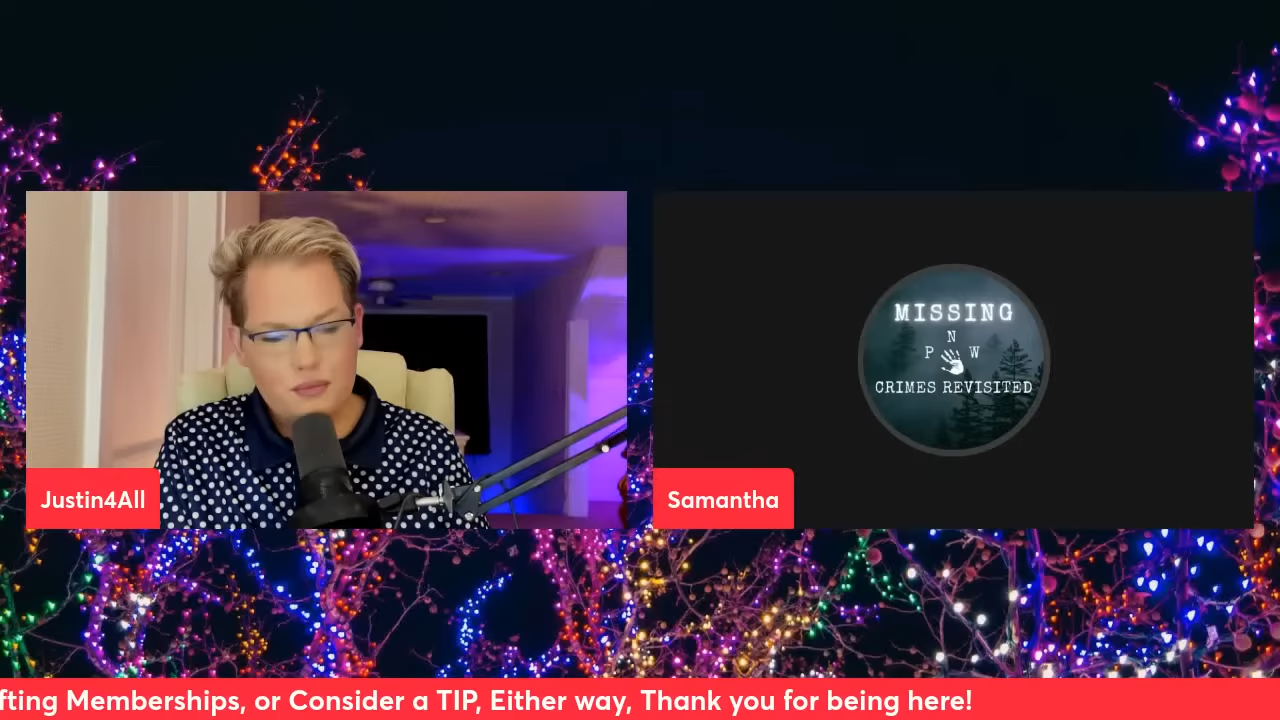 MISSING
N
P W
CRIMES REVISITED
Justin4All
Samantha
fting Memberships, or Consider a TIP, Either way, Thank you for being here!